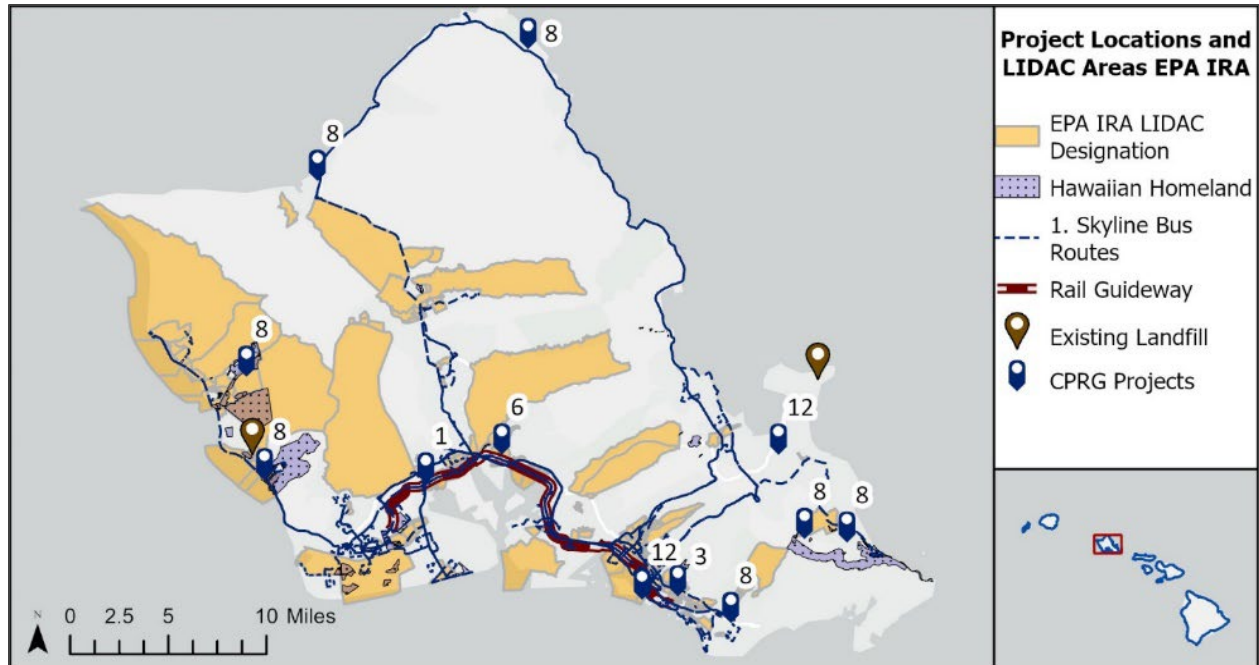 8
8
8
8
1
6
12
8
8
12
3
8
N
0 2.5 5 10 Miles
Project Locations and
LIDAC Areas EPA IRA
EPA IRA LIDAC
Designation
Hawaiian Homeland
1. Skyline Bus
Routes
Rail Guideway
Existing Landfill
CPRG Projects